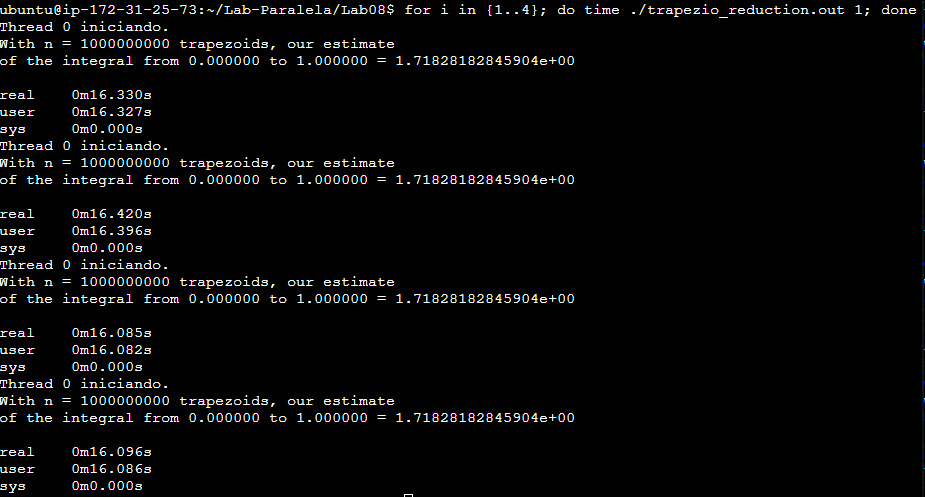 ubuntu@ip-172-31-25-73:~/Lab-Paralela/Lab08$ for i in {1..4}; do time ./trapezio_reduction.out 1; done
Thread 0 iniciando.
With n = 1000000000 trapezoids, our estimate
of the integral from 0.000000 to 1.000000 = 1.71828182845904e+00
real 0m16.330s
user 0m16.327s
sys 0m0.000s
Thread 0 iniciando.
With n = 1000000000 trapezoids, our estimate
of the integral from 0.000000 to 1.000000 = 1.71828182845904e+00
real 0m16.420s
user 0m16.396s
sys 0m0.000s
Thread 0 iniciando.
With n = 1000000000 trapezoids, our estimate
of the integral from 0.000000 to 1.000000 = 1.71828182845904e+00
real 0m16.085s
user 0m16.082s
sys 0m0.000s
Thread 0 iniciando.
With n = 1000000000 trapezoids, our estimate
of the integral from 0.000000 to 1.000000 = 1.71828182845904e+00
real 0m16.096s
user 0m16.086s
sys 0m0.000s